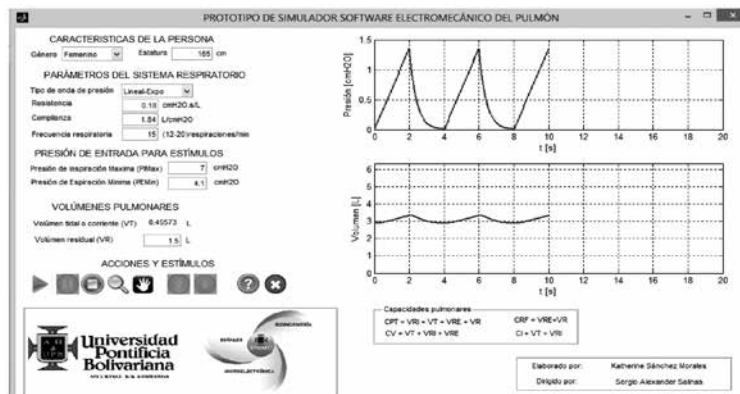 PROTOTIPO DE SIMULADOR SOFTWARE ELECTROMECÁNICO DEL PULMÓN
CARACTERISTICAS DE LA PERSONA
Género Femenino Estatura 165 cm
PARÁMETROS DEL SISTEMA RESPIRATORIO
Tipo de onda de presión Lineal-Expo
Resistencia 0.18 cmH2O.s/L
Complianza 1.84 L/cmH2O
Frecuencia respiratoria 15 (12-20)respiraciones/min
PRESIÓN DE ENTRADA PARA ESTÍMULOS
Presión de Inspiración Maxima (PIMax) 7 cmH2O
Presión de Espiración Mínima (PEMin) 4.1 cmH2O
VOLÚMENES PULMONARES
Volúmen tidal o corriente (VT) 0.45573 L
Volúmen residual (VR) 1.5 L
ACCIONES Y ESTÍMULOS
Universidad
Pontificia
Bolivariana
Presión [cmH2O]
1.5
1
0.5
0
0 2 4 6 8 10 12 14 16 18 20
t [s]
Volumen [L]
6
5
4
3
2
1
0
0 2 4 6 8 10 12 14 16 18 20
t [s]
Capacidades pulmonares
CPT = VRI + VT + VRE + VR CRF = VRE+VR
CV = VT + VRI + VRE CI = VT + VRI
Elaborado por: Katherine Sánchez Morales
Dirigido por: Sergio Alexander Salinas